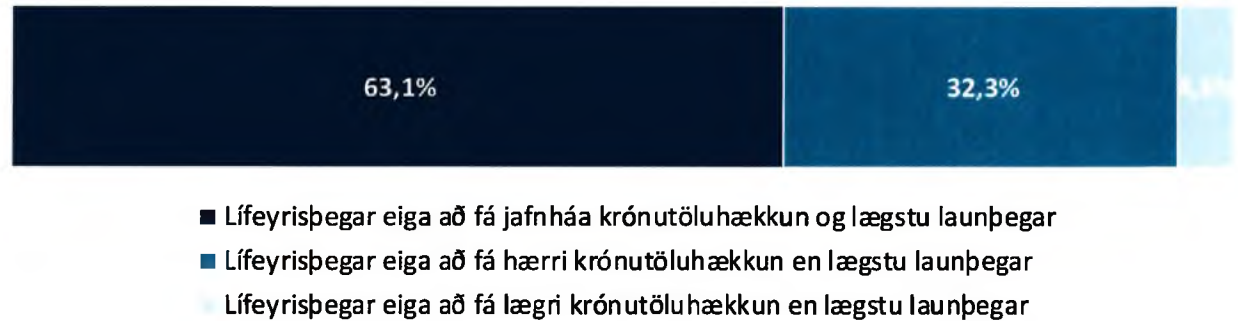 63,1%
32,3%
Lífeyrisþegar eiga að fá jafnháa krónutöluhækkun og lægstu launþegar
Lífeyrisþegar eiga að fá hærri krónutöluhækkun en lægstu launþegar
Lífeyrisþegar eiga að fá lægri krónutöluhækkun en lægstu launþegar